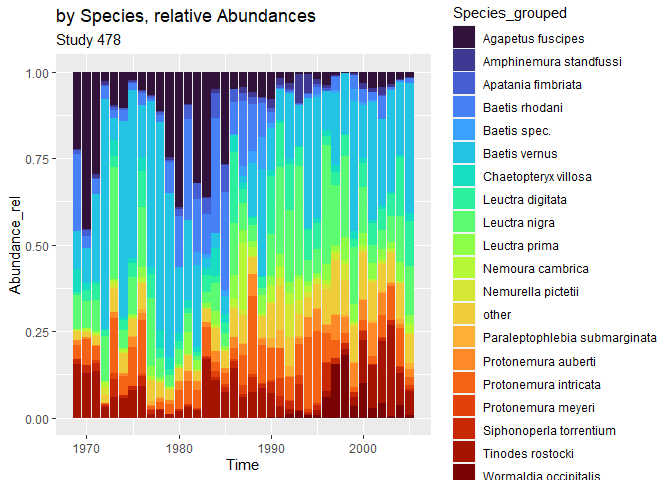 by Species, relative Abundances
Study 478
Species_grouped
Agapetus fuscipes
Amphinemura standfussi
Apatania fimbriata
Baetis rhodani
Baetis spec.
Baetis vernus
Chaetopteryx villosa
Leuctra digitata
Leuctra nigra
Leuctra prima
Nemoura cambrica
Nemurella pictetii
other
Paraleptophlebia submarginata
Protonemura auberti
Protonemura intricata
Protonemura meyeri
Siphonoperla torrentium
Tinodes rostocki
Wormaldia occipitalis
Abundance_rel
1.00
0.75
0.50
0.25
0.00
1970 1980 1990 2000
Time